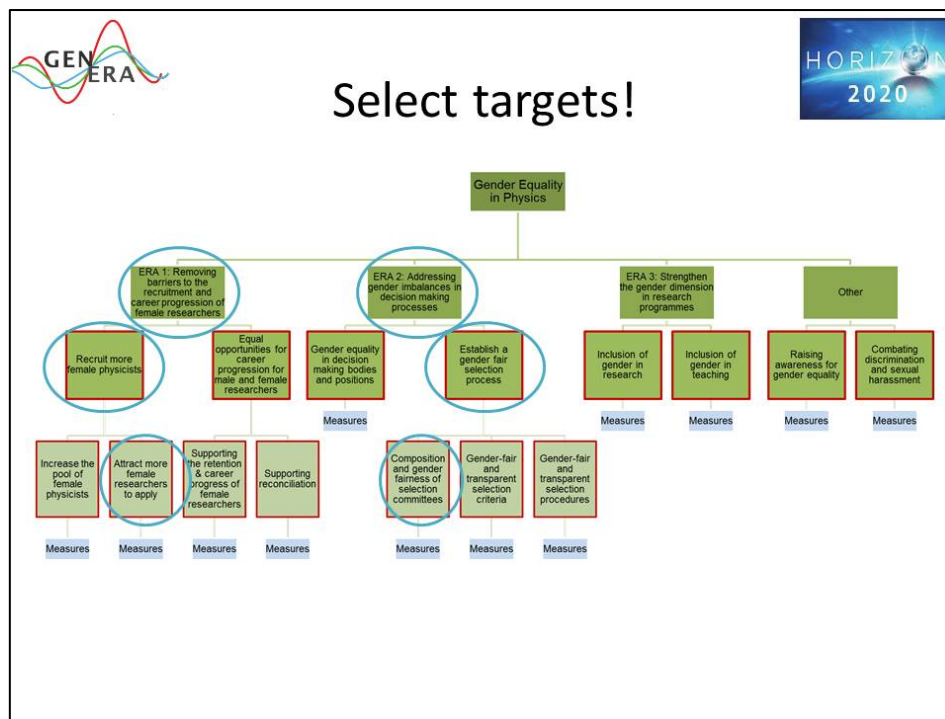 GEN
ERA
HORIZON
2020
Select targets!
Gender Equality
in Physics
ERA 1: Removing
barriers to the
recruitment and
career progression of
female researchers
ERA 2: Addressing
gender imbalances in
decision making
processes
ERA 3: Strengthen
the gender dimension
in research
programmes
Other
Recruit more
female physicists
Equal
opportunities for
career
progression for
male and female
researchers
Gender equality
in decision
making bodies
and positions
Establish a
gender fair
selection
process
Inclusion of
gender in
research
Inclusion of
gender in
teaching
Raising
awareness for
gender equality
Combating
discrimination
and sexual
harassment
Measures
Measures
Measures
Measures
Measures
Increase the
pool of
female
physicists
Attract more
female
researchers
to apply
Supporting
the retention
& career
progress of
female
researchers
Supporting
reconciliation
Composition
and gender
fairness of
selection
committees
Gender-fair
and
transparent
selection
criteria
Gender-fair
and
transparent
selection
procedures
Measures
Measures
Measures
Measures
Measures
Measures
Measures